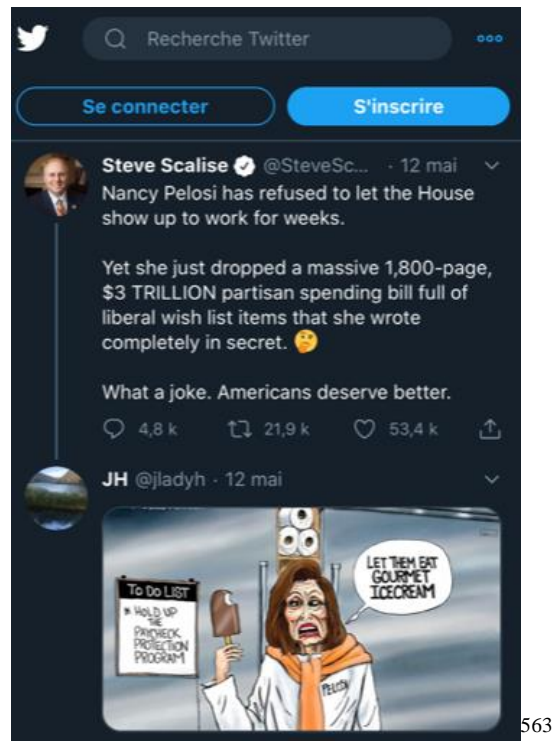 Recherche Twitter
Se connecter
S'inscrire
Steve Scalise @SteveSc... · 12 mai
Nancy Pelosi has refused to let the House
show up to work for weeks.
Yet she just dropped a massive 1,800-page,
$3 TRILLION partisan spending bill full of
liberal wish list items that she wrote
completely in secret. 🤔
What a joke. Americans deserve better.
4,8 k 21,9 k 53,4 k
JH @jladyh · 12 mai
TO DO LIST
* HOLD UP
THE
PAYCHECK
PROTECTION
PROGRAM
LET THEM EAT
GOURMET
ICECREAM
PELOSI
563